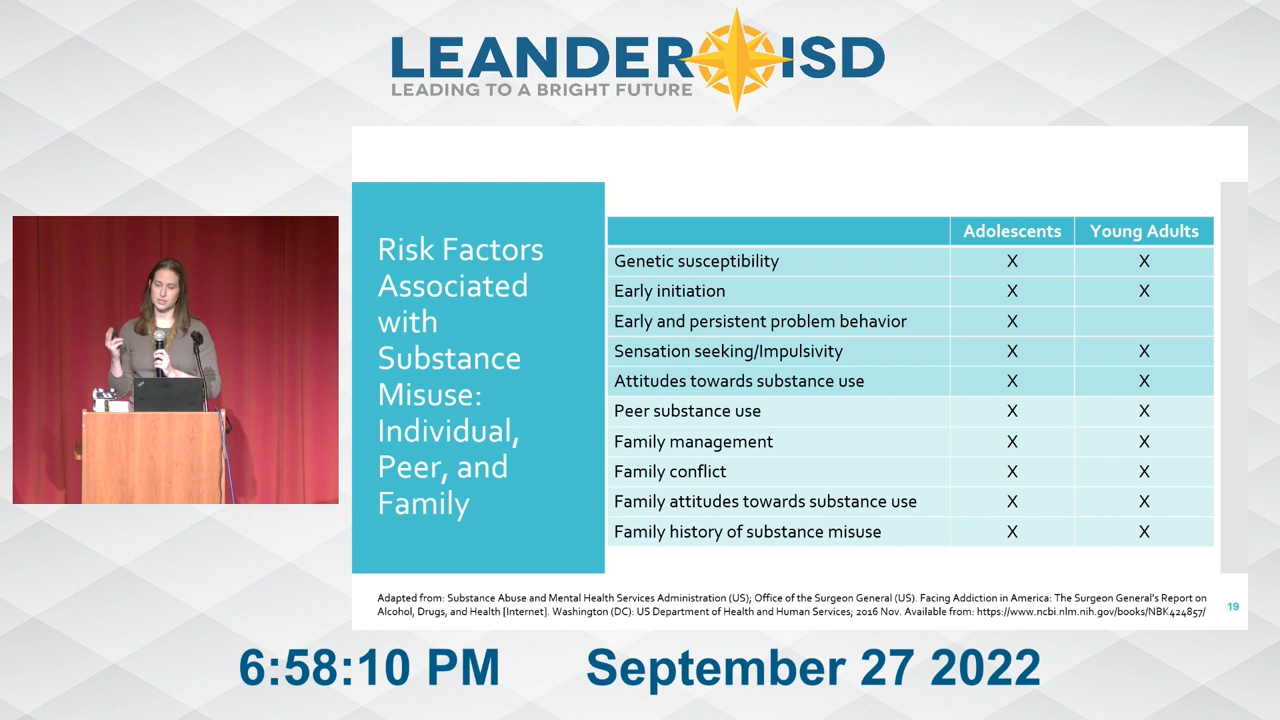 LEANDER ISD
LEADING TO A BRIGHT FUTURE
Risk Factors
Associated
with
Substance
Misuse:
Individual,
Peer, and
Family
Adolescents Young Adults
Genetic susceptibility X X
Early initiation X X
Early and persistent problem behavior X
Sensation seeking/Impulsivity X X
Attitudes towards substance use X X
Peer substance use X X
Family management X X
Family conflict X X
Family attitudes towards substance use X X
Family history of substance misuse X X
Adapted from: Substance Abuse and Mental Health Services Administration (US); Office of the Surgeon General (US). Facing Addiction in America: The Surgeon General's Report on
Alcohol, Drugs, and Health [Internet]. Washington (DC): US Department of Health and Human Services; 2016 Nov. Available from: https://www.ncbi.nlm.nih.gov/books/NBK424857/
19
6:58:10 PM September 27 2022